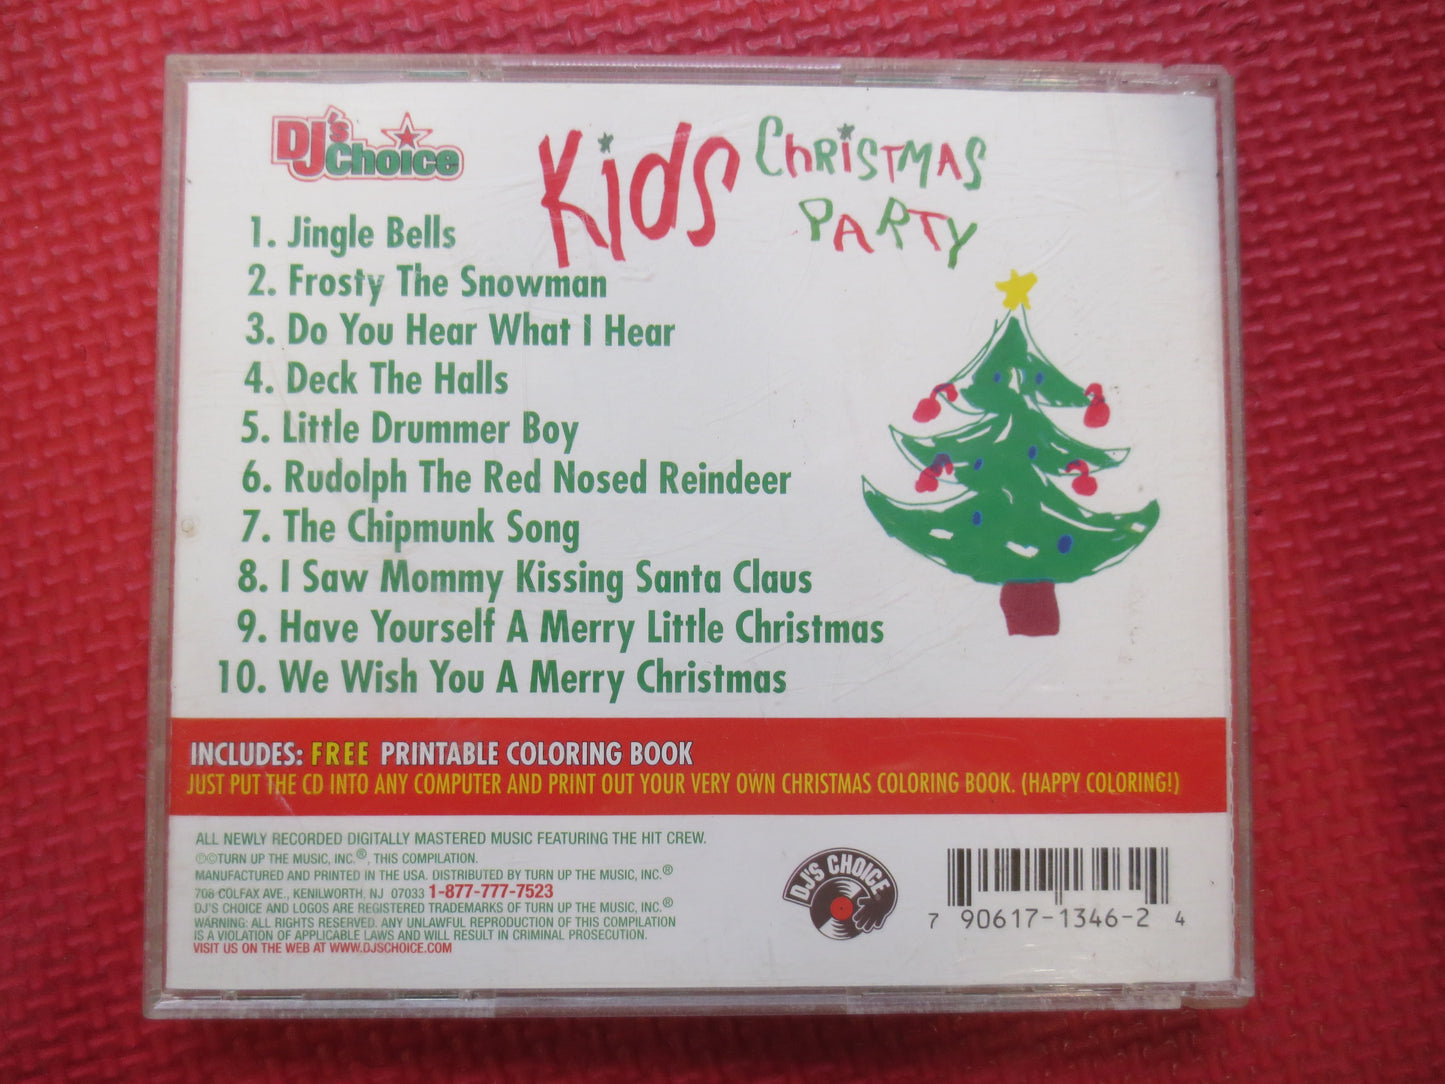 DJ's Choice
Kids Christmas Party
1. Jingle Bells
2. Frosty The Snowman
3. Do You Hear What I Hear
4. Deck The Halls
5. Little Drummer Boy
6. Rudolph The Red Nosed Reindeer
7. The Chipmunk Song
8. I Saw Mommy Kissing Santa Claus
9. Have Yourself A Merry Little Christmas
10. We Wish You A Merry Christmas
INCLUDES: FREE PRINTABLE COLORING BOOK
JUST PUT THE CD INTO ANY COMPUTER AND PRINT OUT YOUR VERY OWN CHRISTMAS COLORING BOOK. (HAPPY COLORING!)
ALL NEWLY RECORDED DIGITALLY MASTERED MUSIC FEATURING THE HIT CREW.
℗©TURN UP THE MUSIC, INC.®, THIS COMPILATION.
MANUFACTURED AND PRINTED IN THE USA. DISTRIBUTED BY TURN UP THE MUSIC, INC.®
708 COLFAX AVE., KENILWORTH, NJ 07033 1-877-777-7523
DJ'S CHOICE AND LOGOS ARE REGISTERED TRADEMARKS OF TURN UP THE MUSIC, INC.®
WARNING: ALL RIGHTS RESERVED. ANY UNLAWFUL REPRODUCTION OF THIS COMPILATION
IS A VIOLATION OF APPLICABLE LAWS AND WILL RESULT IN CRIMINAL PROSECUTION.
VISIT US ON THE WEB AT WWW.DJSCHOICE.COM
DJ'S CHOICE
7 90617-1346-2 4